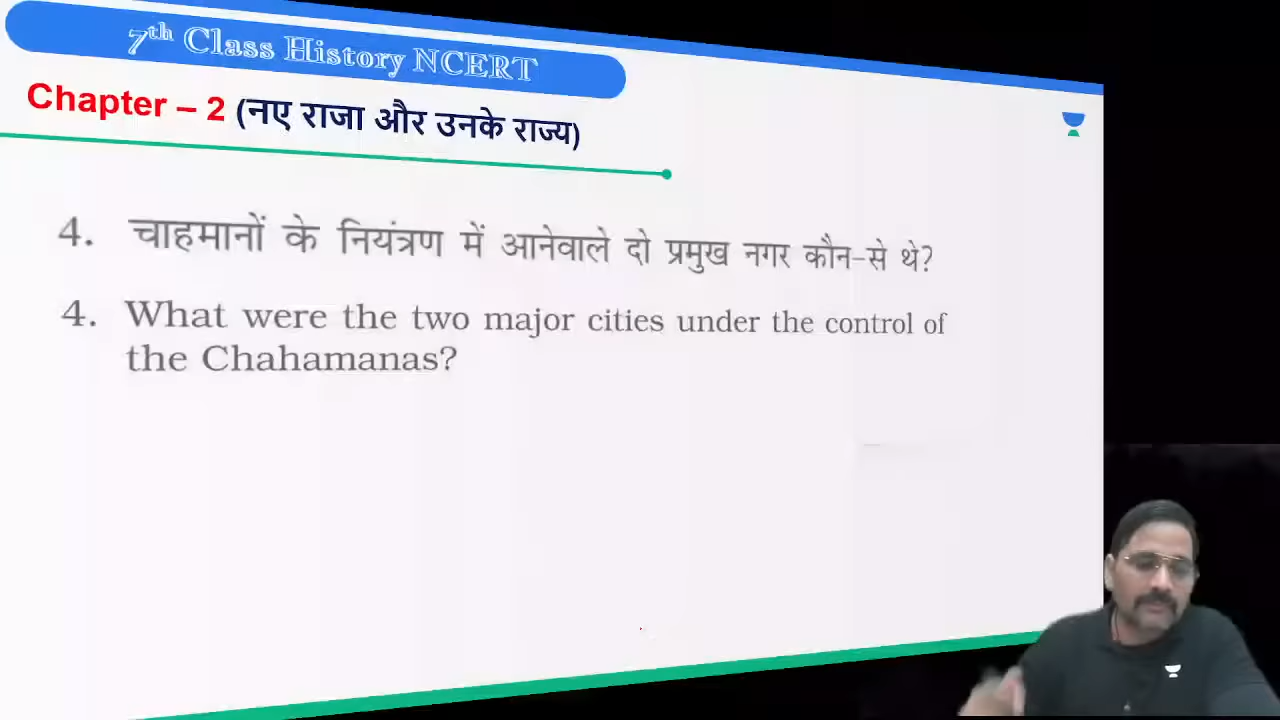 7th Class History NCERT
Chapter – 2 (नए राजा और उनके राज्य)
4. चाहमानों के नियंत्रण में आनेवाले दो प्रमुख नगर कौन-से थे?
4. What were the two major cities under the control of
the Chahamanas?